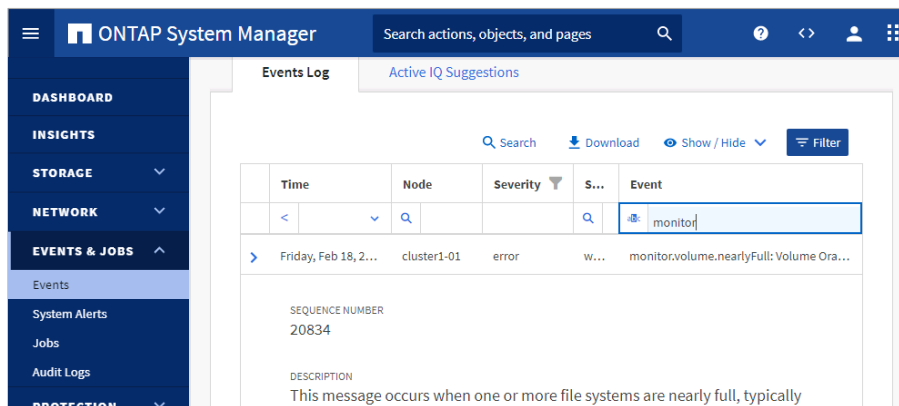 ONTAP System Manager
Search actions, objects, and pages
Events Log
Active IQ Suggestions
DASHBOARD
INSIGHTS
STORAGE
NETWORK
EVENTS & JOBS
Events
System Alerts
Jobs
Audit Logs
PROTECTION
Search
Download
Show / Hide
Filter
Time Node Severity S... Event
< monitor
Friday, Feb 18, 2... cluster1-01 error w... monitor.volume.nearlyFull: Volume Ora...
SEQUENCE NUMBER
20834
DESCRIPTION
This message occurs when one or more file systems are nearly full, typically